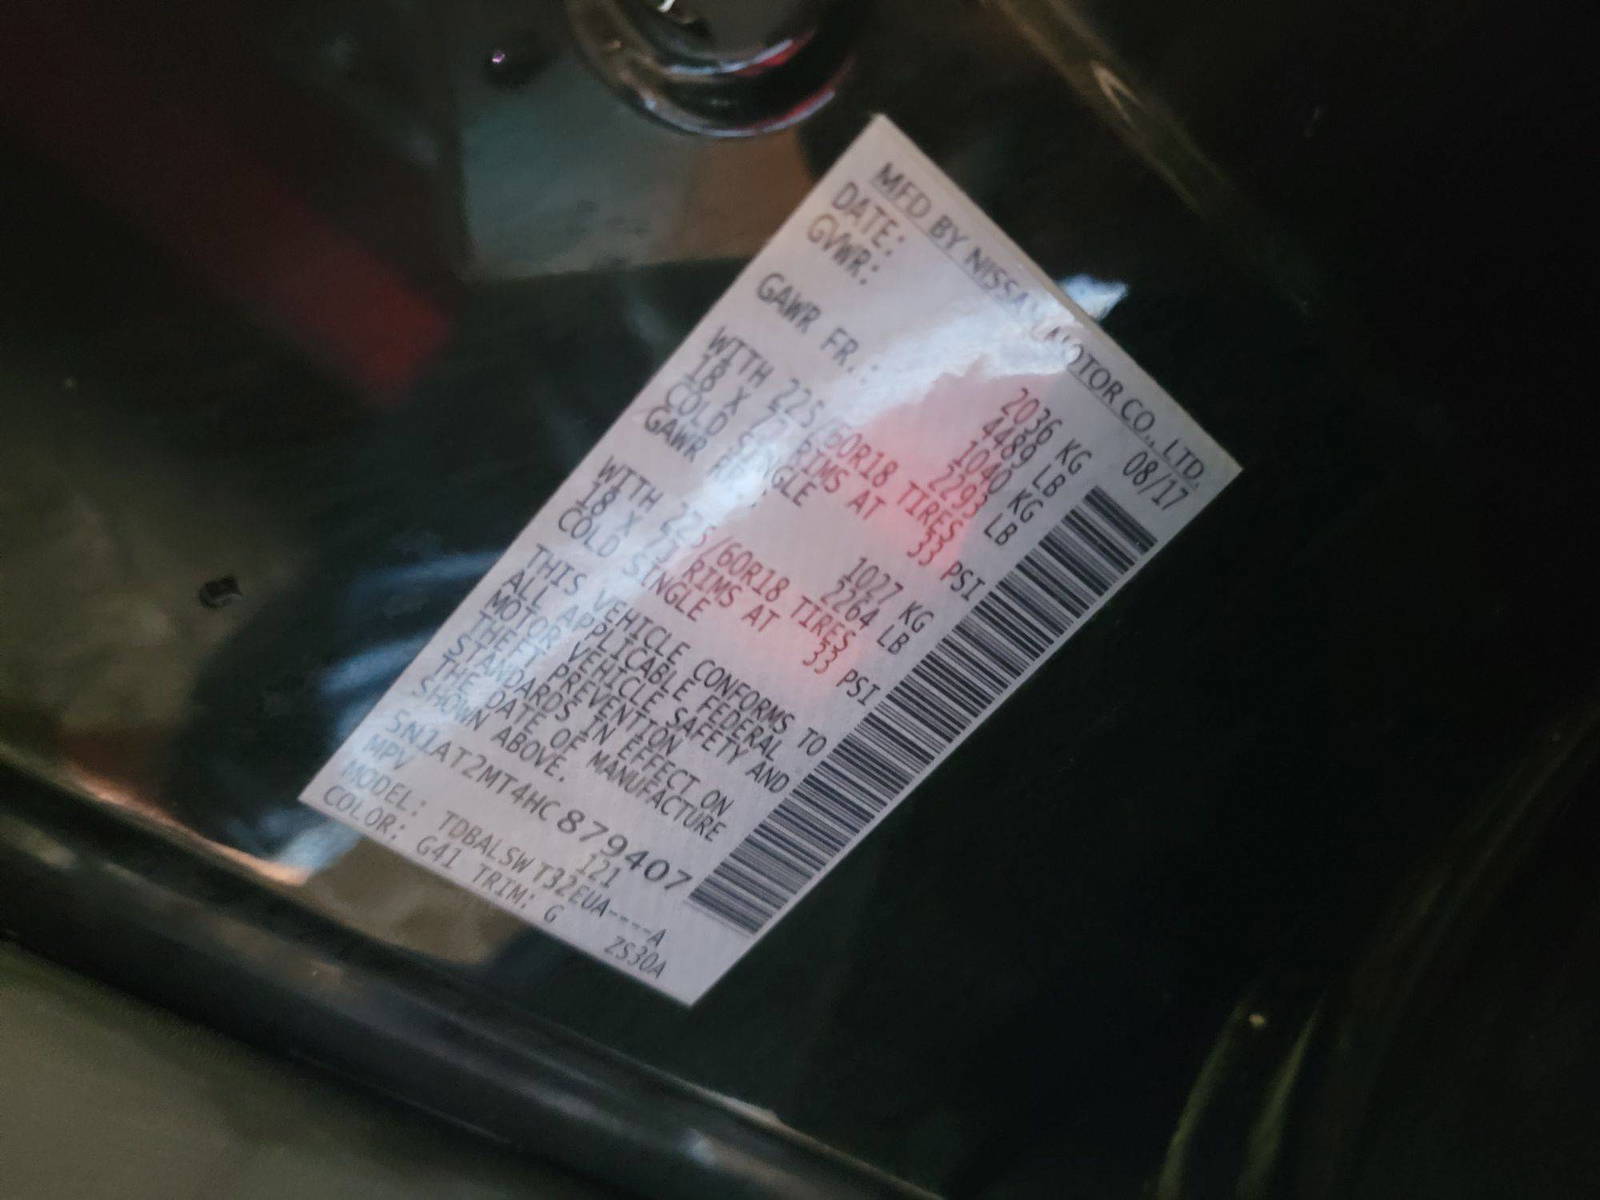 MFD BY NISSAN MOTOR CO., LTD.
DATE: 08/17
GVWR: 2036 KG
4489 LB
GAWR FR.: 1040 KG
2293 LB
WITH 225/60R18 TIRES
18 X 7J RIMS AT 33 PSI
COLD SINGLE
GAWR RR.: 1027 KG
2264 LB
WITH 225/60R18 TIRES
18 X 7J RIMS AT 33 PSI
COLD SINGLE
THIS VEHICLE CONFORMS TO
ALL APPLICABLE FEDERAL
MOTOR VEHICLE SAFETY AND
THEFT PREVENTION
STANDARDS IN EFFECT ON
THE DATE OF MANUFACTURE
SHOWN ABOVE.
5N1AT2MT4HC879407
MPV 121
MODEL: TDBALSWT32EUA----A
COLOR: G41 TRIM: G ZS30A